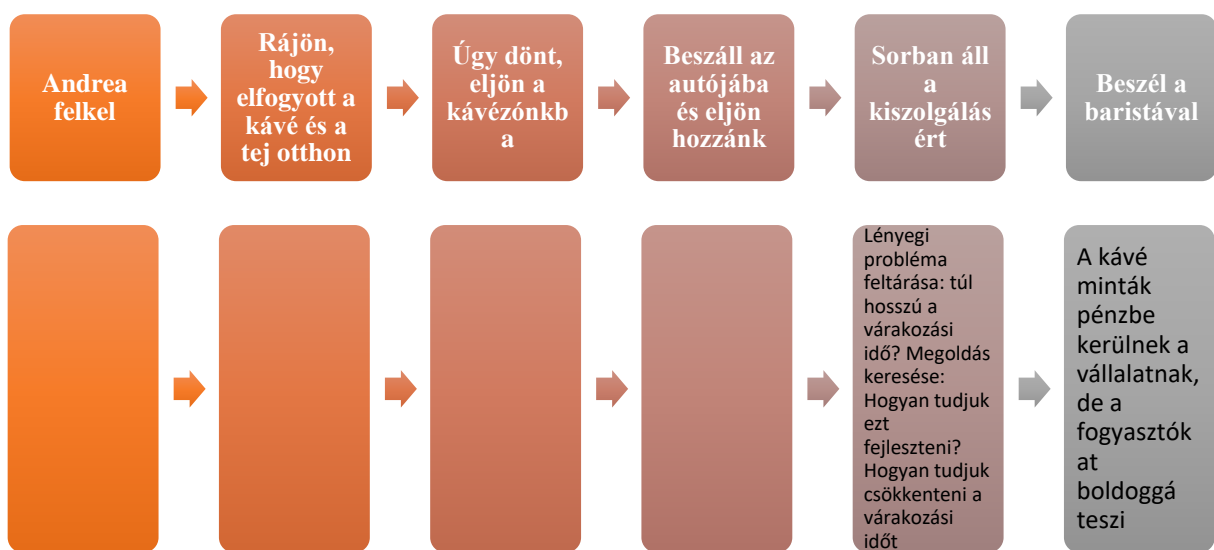 Andrea
felkel
Rájön,
hogy
elfogyott a
kávé és a
tej otthon
Úgy dönt,
eljön a
kávézónkb
a
Beszáll az
autójába
és eljön
hozzánk
Sorban áll
a
kiszolgálás
ért
Beszél a
baristával
Lényegi
probléma
feltárása: túl
hosszú a
várakozási
idő? Megoldás
keresése:
Hogyan tudjuk
ezt
fejleszteni?
Hogyan tudjuk
csökkenteni a
várakozási
időt
A kávé
minták
pénzbe
kerülnek a
vállalatnak,
de a
fogyasztók
at
boldoggá
teszi